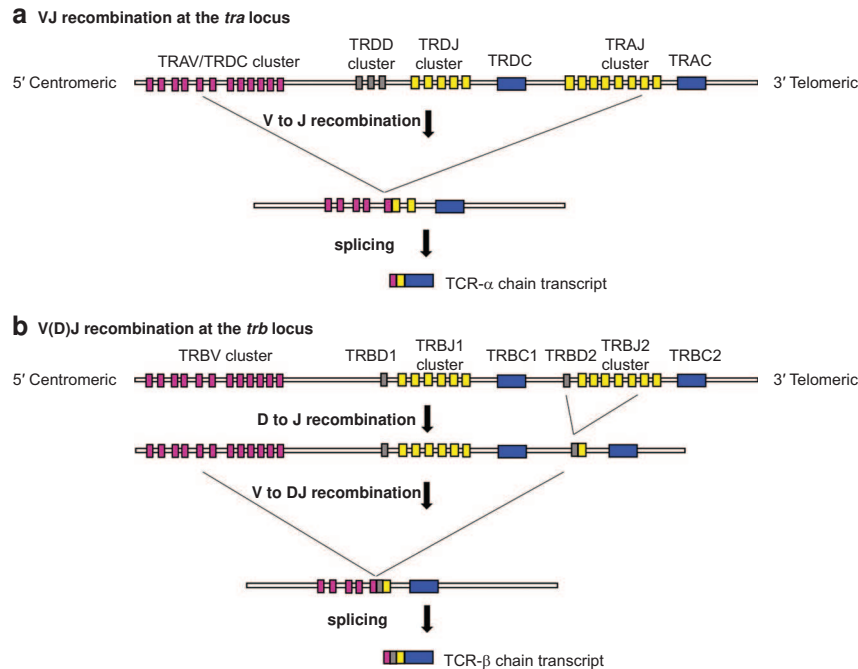 a VJ recombination at the tra locus
TRAV/TRDC cluster
TRDD cluster
TRDJ cluster
TRDC
TRAJ cluster
TRAC
5′ Centromeric
3′ Telomeric
V to J recombination
splicing
TCR-α chain transcript
b V(D)J recombination at the trb locus
TRBV cluster
TRBD1
TRBJ1 cluster
TRBC1
TRBD2
TRBJ2 cluster
TRBC2
5′ Centromeric
3′ Telomeric
D to J recombination
V to DJ recombination
splicing
TCR-β chain transcript